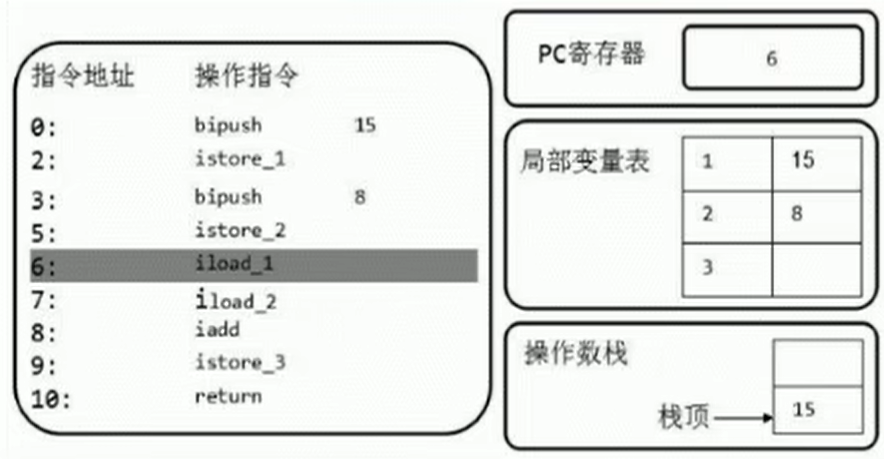 指令地址 操作指令
0: bipush 15
2: istore_1
3: bipush 8
5: istore_2
6: iload_1
7: iload_2
8: iadd
9: istore_3
10: return
PC寄存器 6
局部变量表 1 15
2 8
3
操作数栈
栈顶 15